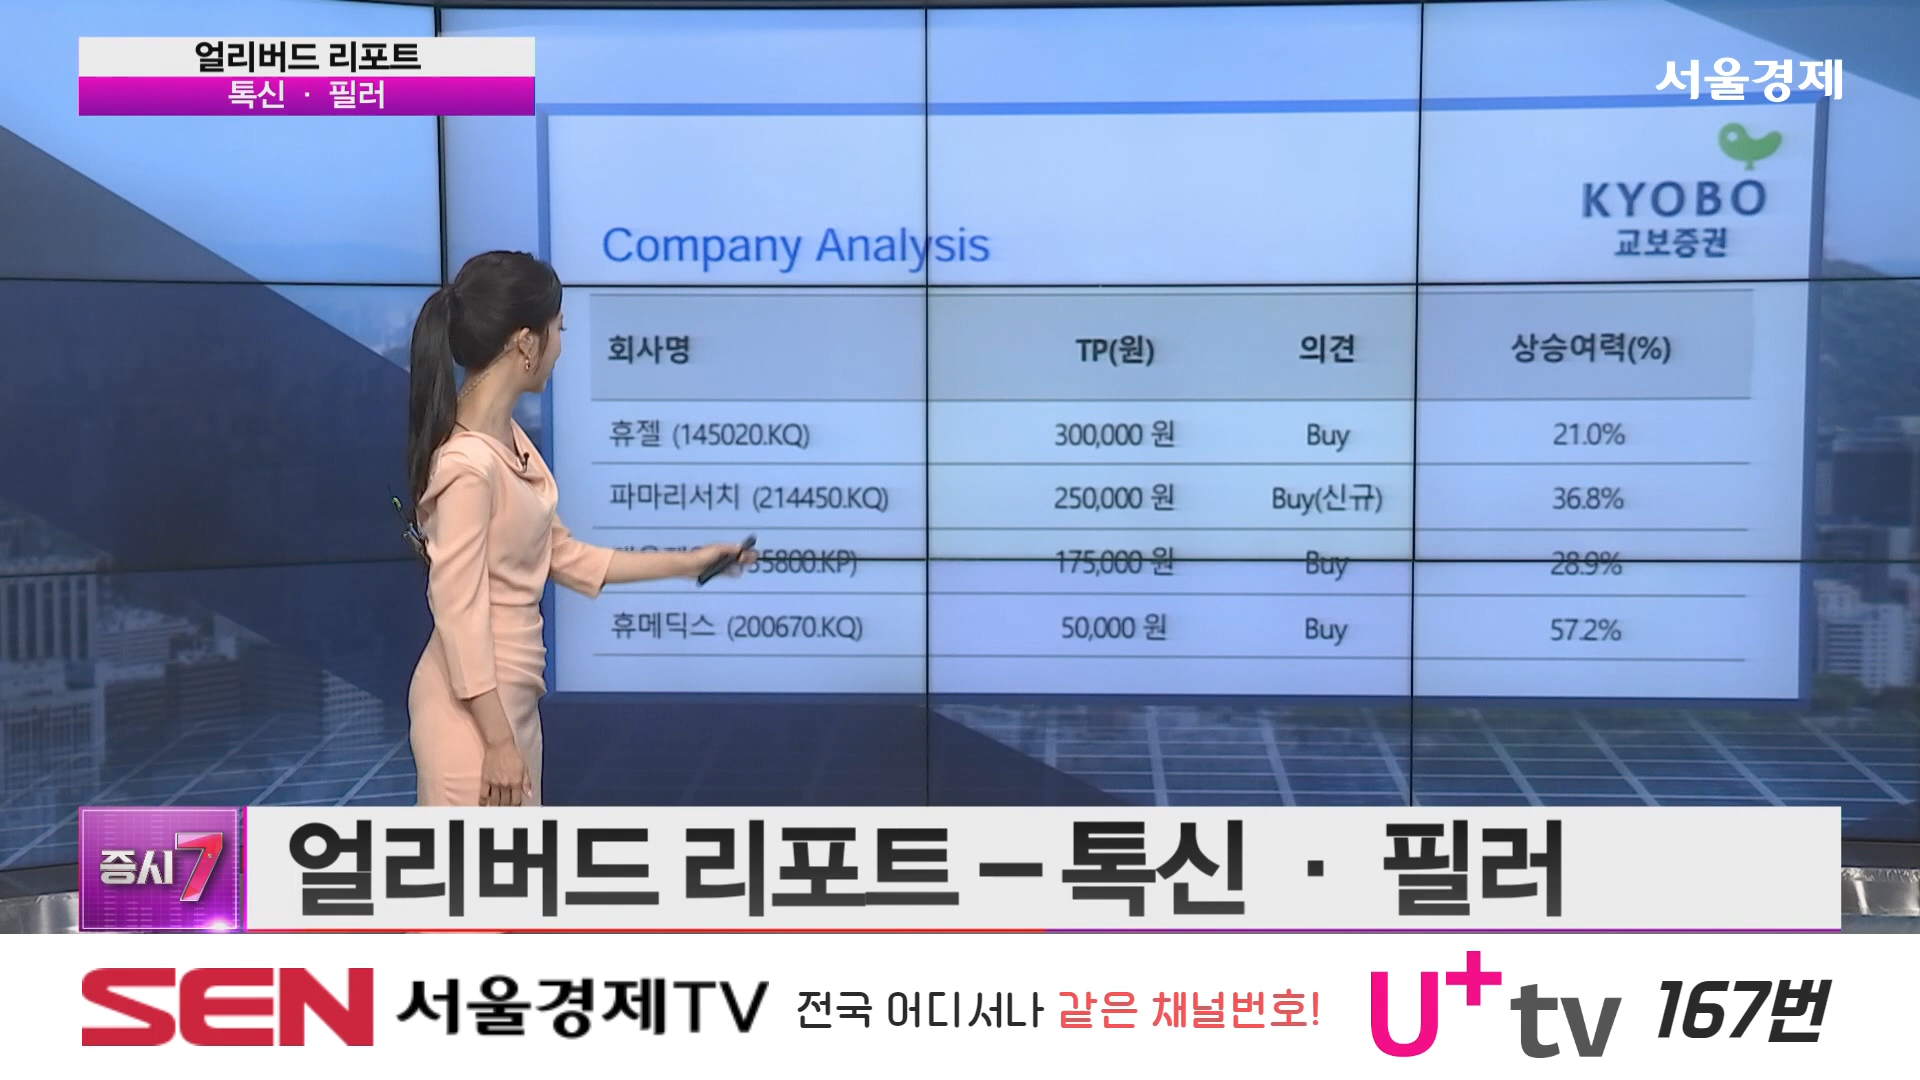 얼리버드 리포트
톡신 · 필러
서울경제
KYOBO
교보증권
Company Analysis
회사명 TP(원) 의견 상승여력(%)
휴젤 (145020.KQ) 300,000 원 Buy 21.0%
파마리서치 (214450.KQ) 250,000 원 Buy(신규) 36.8%
35800.KP) 175,000 원 Buy 28.9%
휴메딕스 (200670.KQ) 50,000 원 Buy 57.2%
증시7
얼리버드 리포트 – 톡신 · 필러
SEN 서울경제TV 전국 어디서나 같은 채널번호! U+tv 167번